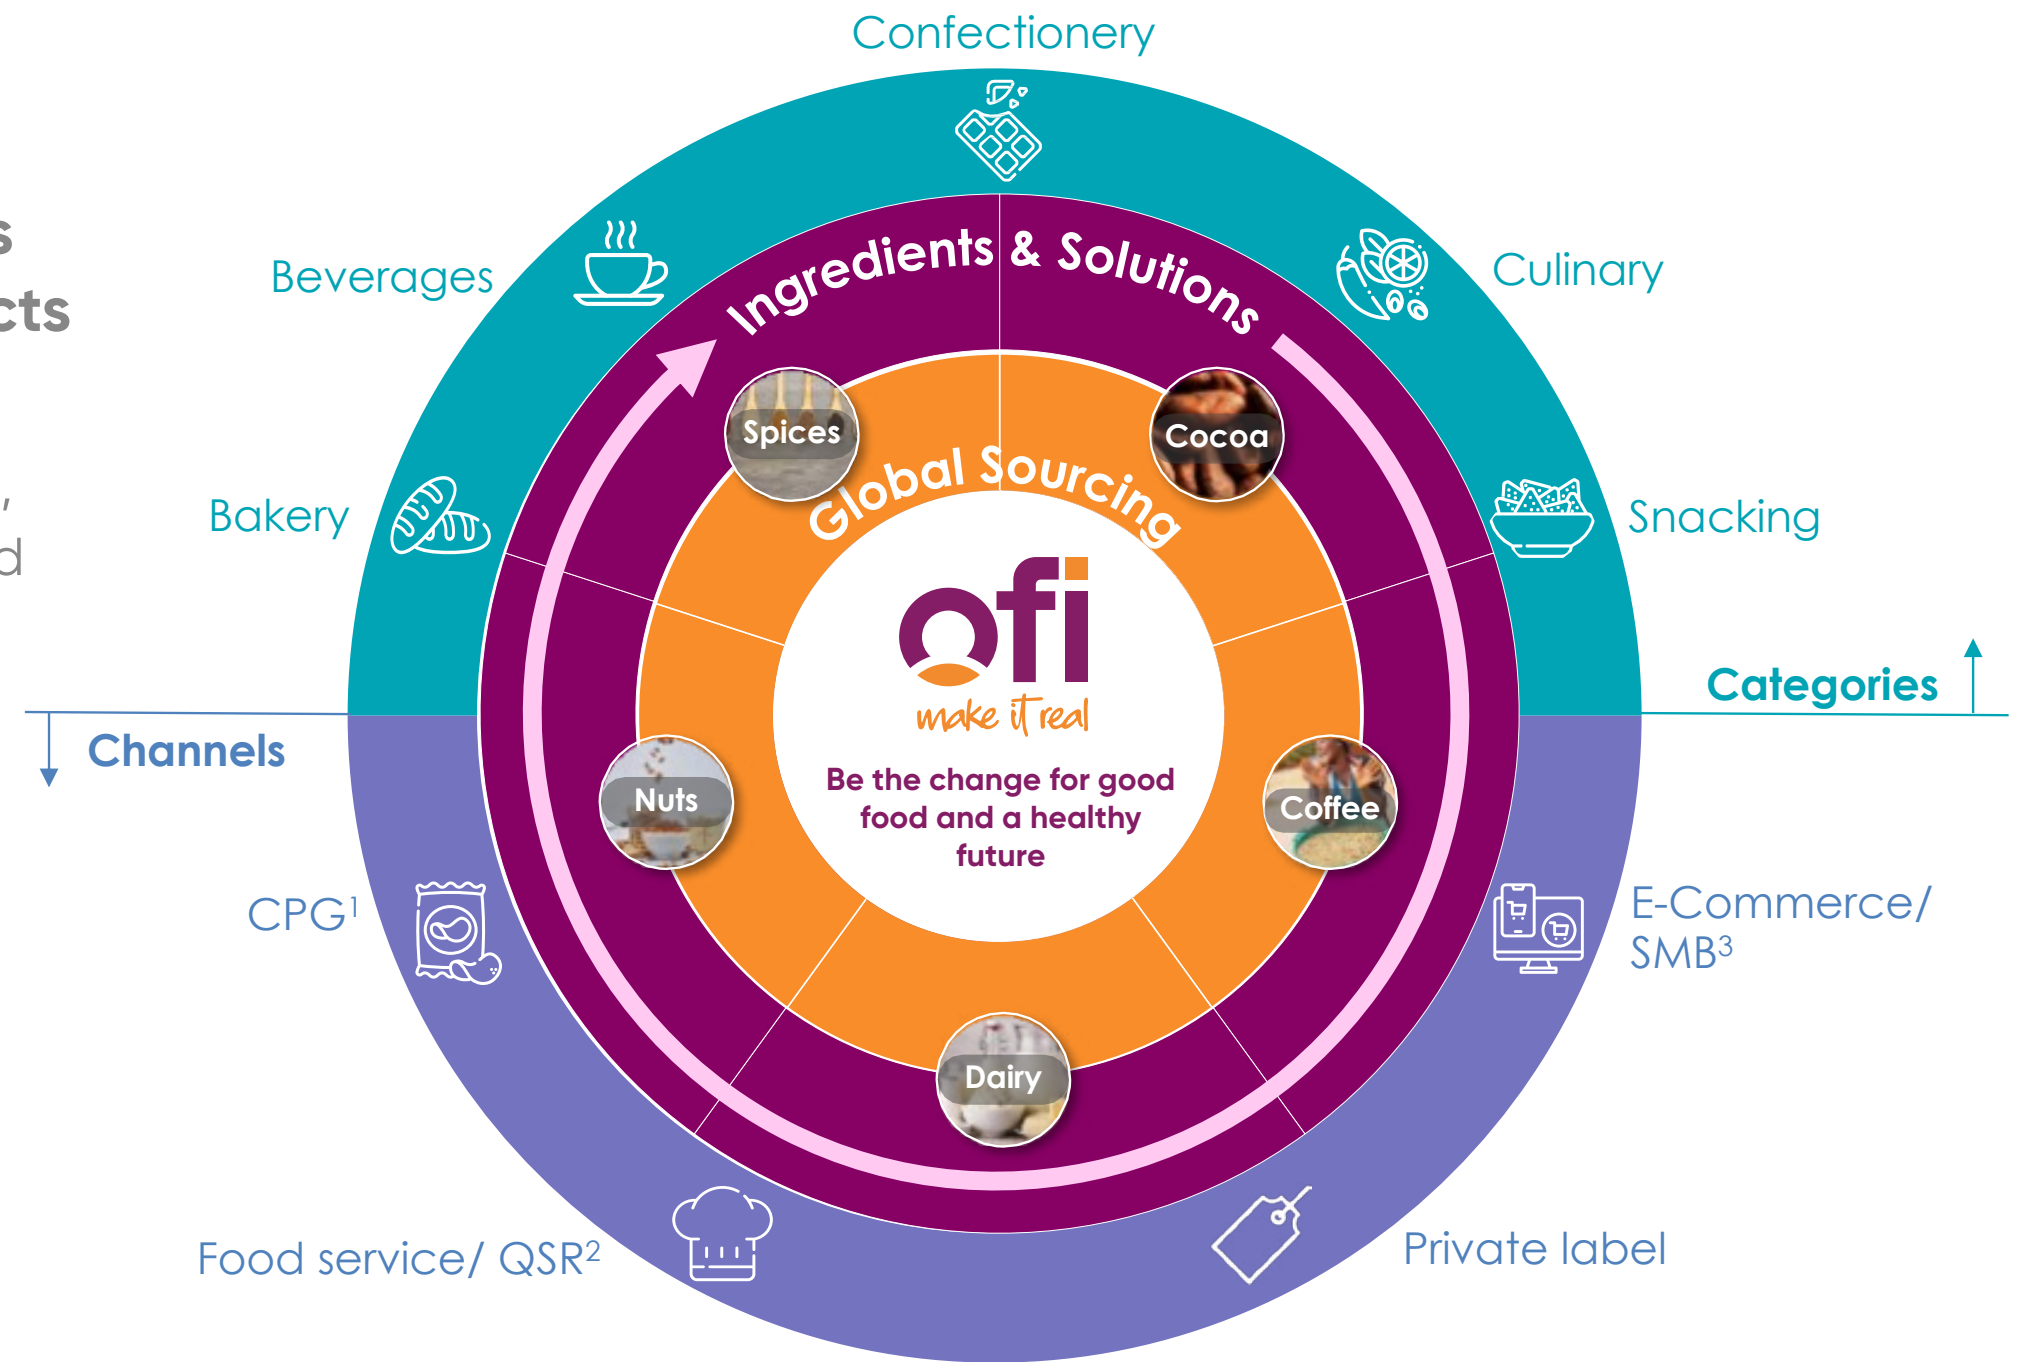 Confectionery
Beverages
Ingredients & Solutions
Culinary
Spices
Cocoa
Global Sourcing
Bakery
Snacking
ofi
make it real
Categories
Channels
Be the change for good
food and a healthy
future
Nuts
Coffee
CPG¹
E-Commerce/
SMB³
Dairy
Food service/ QSR²
Private label